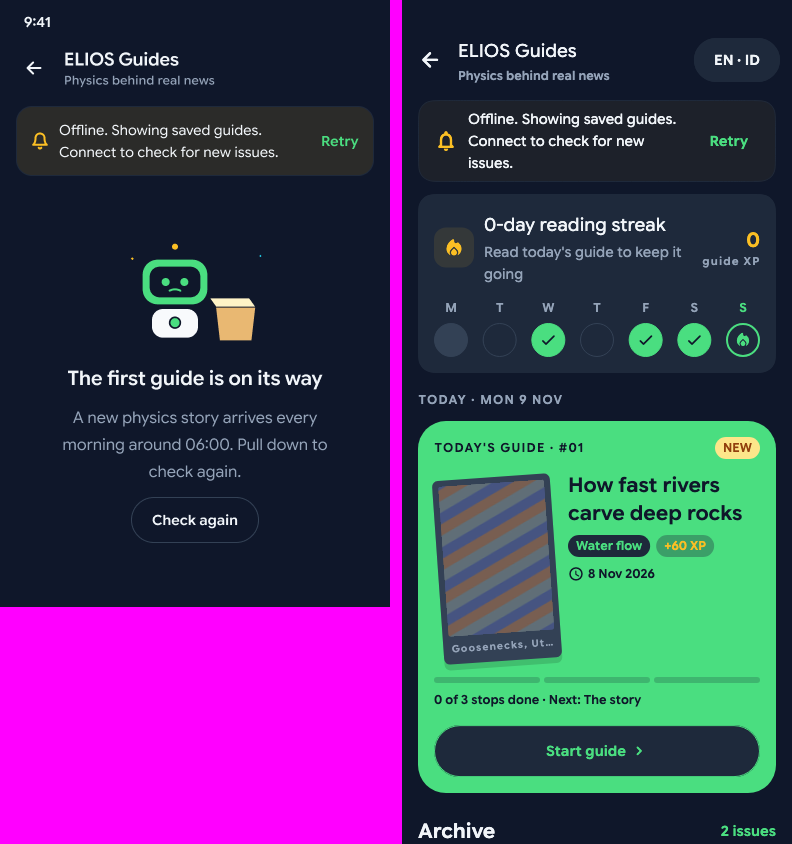 9:41
ELIOS Guides
Physics behind real news
Offline. Showing saved guides.
Connect to check for new issues.
Retry
The first guide is on its way
A new physics story arrives every
morning around 06:00. Pull down to
check again.
Check again
ELIOS Guides
Physics behind real news
EN · ID
Offline. Showing saved guides.
Connect to check for new
issues.
Retry
0-day reading streak
Read today's guide to keep it
going
0
guide XP
M T W T F S S
TODAY · MON 9 NOV
TODAY'S GUIDE · #01
NEW
How fast rivers
carve deep rocks
Water flow
+60 XP
8 Nov 2026
Goosenecks, Ut…
0 of 3 stops done · Next: The story
Start guide
Archive
2 issues